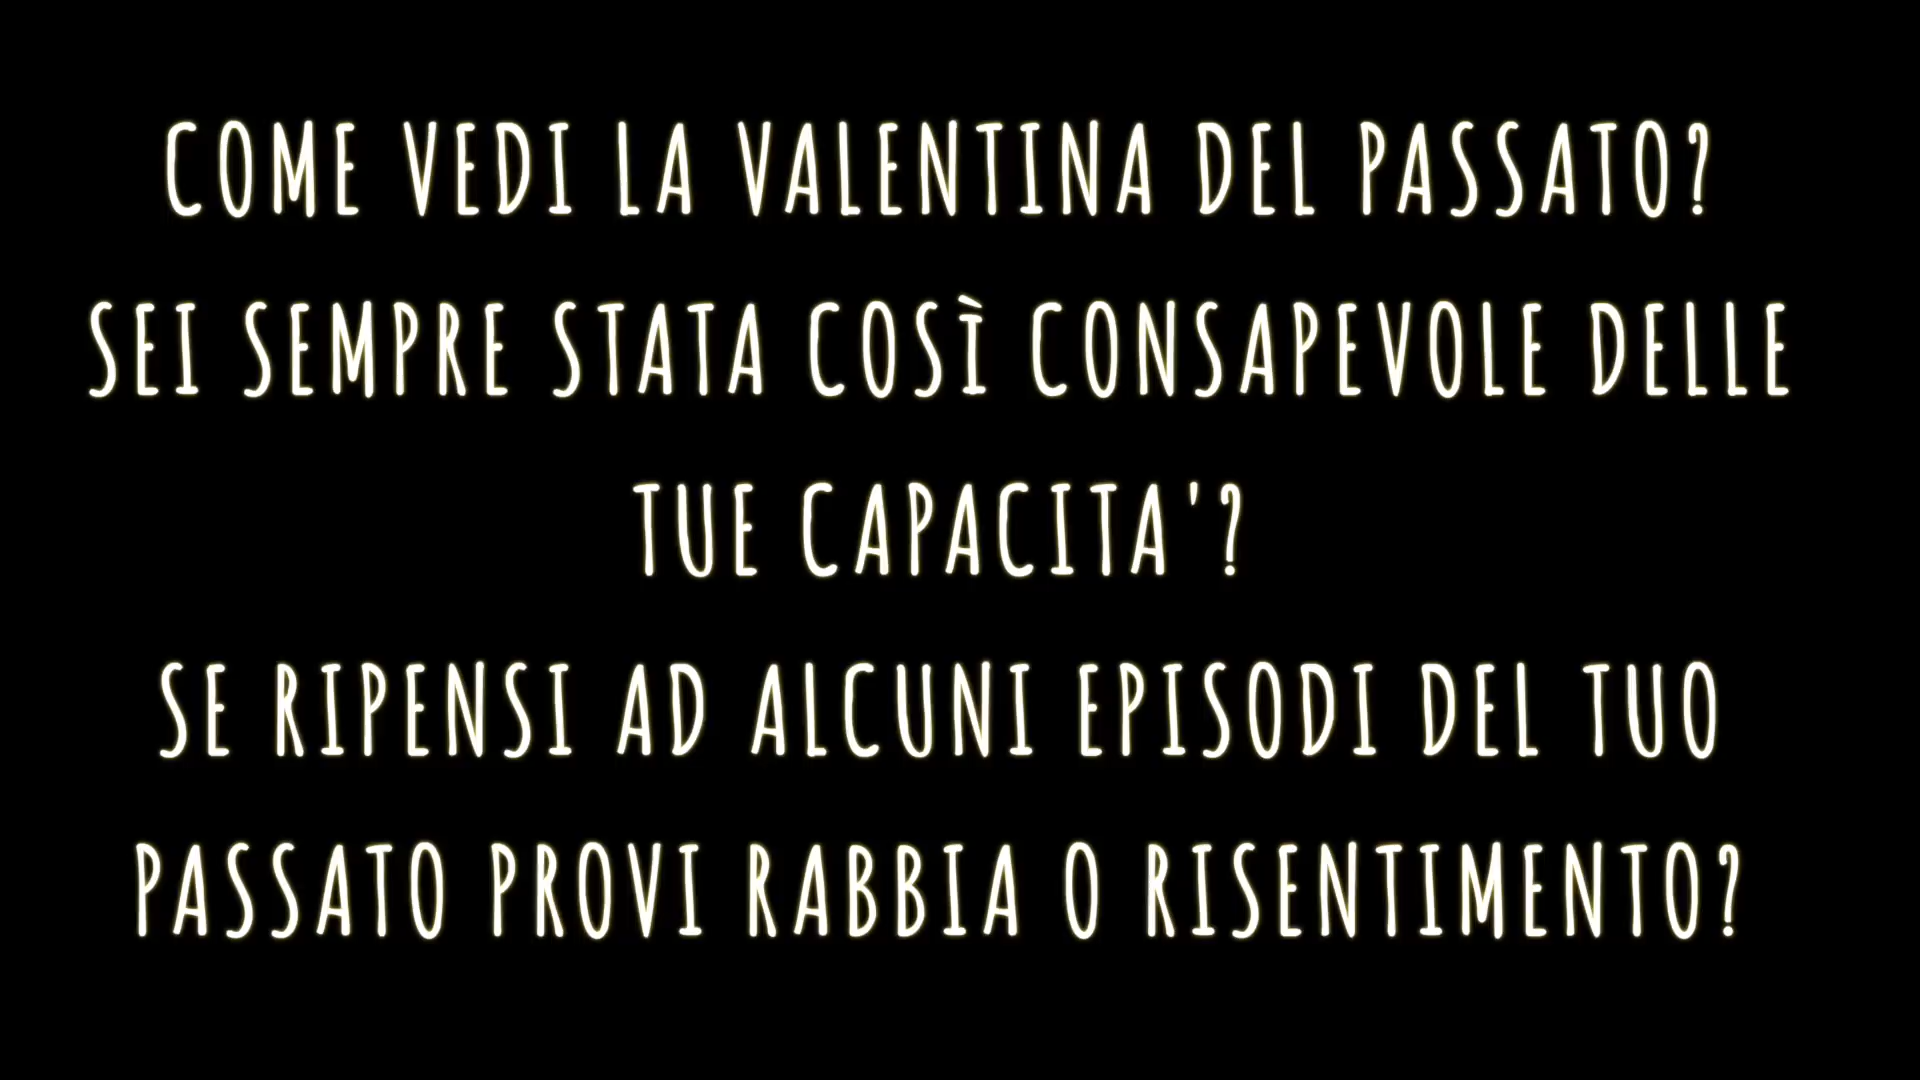 COME VEDI LA VALENTINA DEL PASSATO?
SEI SEMPRE STATA COSÌ CONSAPEVOLE DELLE
TUE CAPACITA'?
SE RIPENSI AD ALCUNI EPISODI DEL TUO
PASSATO PROVI RABBIA O RISENTIMENTO?